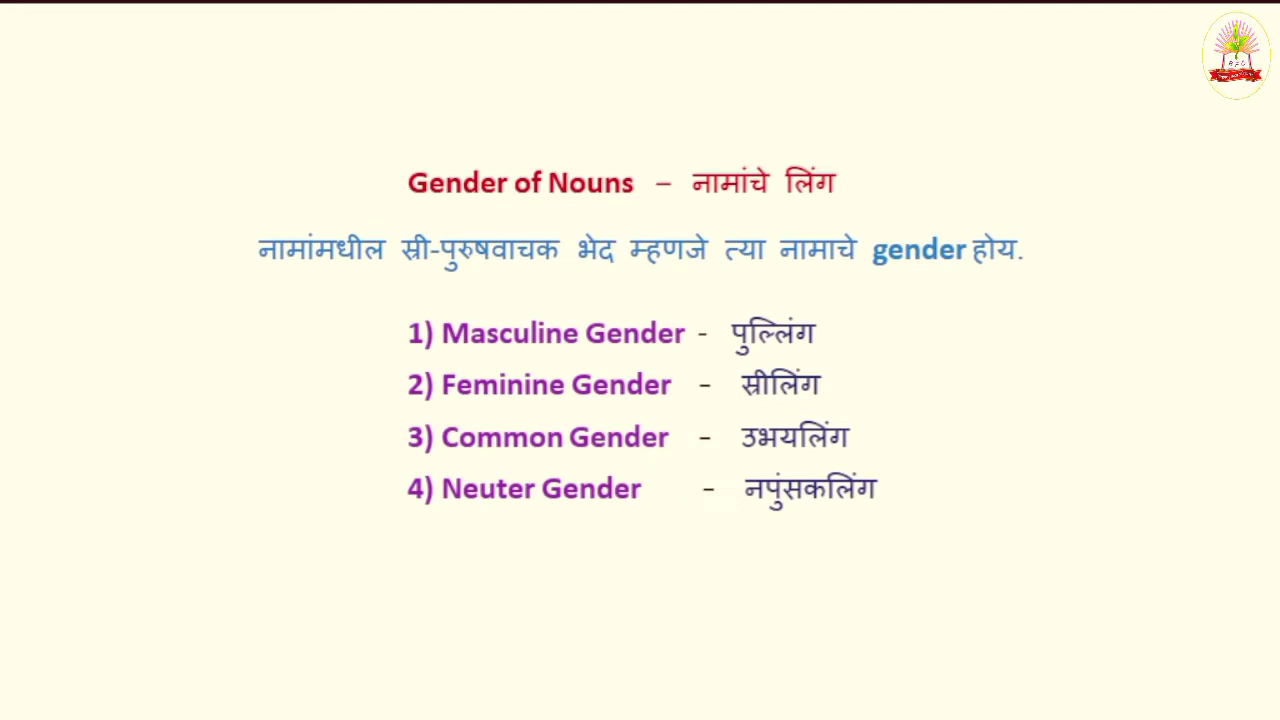 Gender of Nouns – नामांचे लिंग
नामांमधील स्री-पुरुषवाचक भेद म्हणजे त्या नामाचे gender होय.
1) Masculine Gender - पुल्लिंग
2) Feminine Gender - स्रीलिंग
3) Common Gender - उभयलिंग
4) Neuter Gender - नपुंसकलिंग